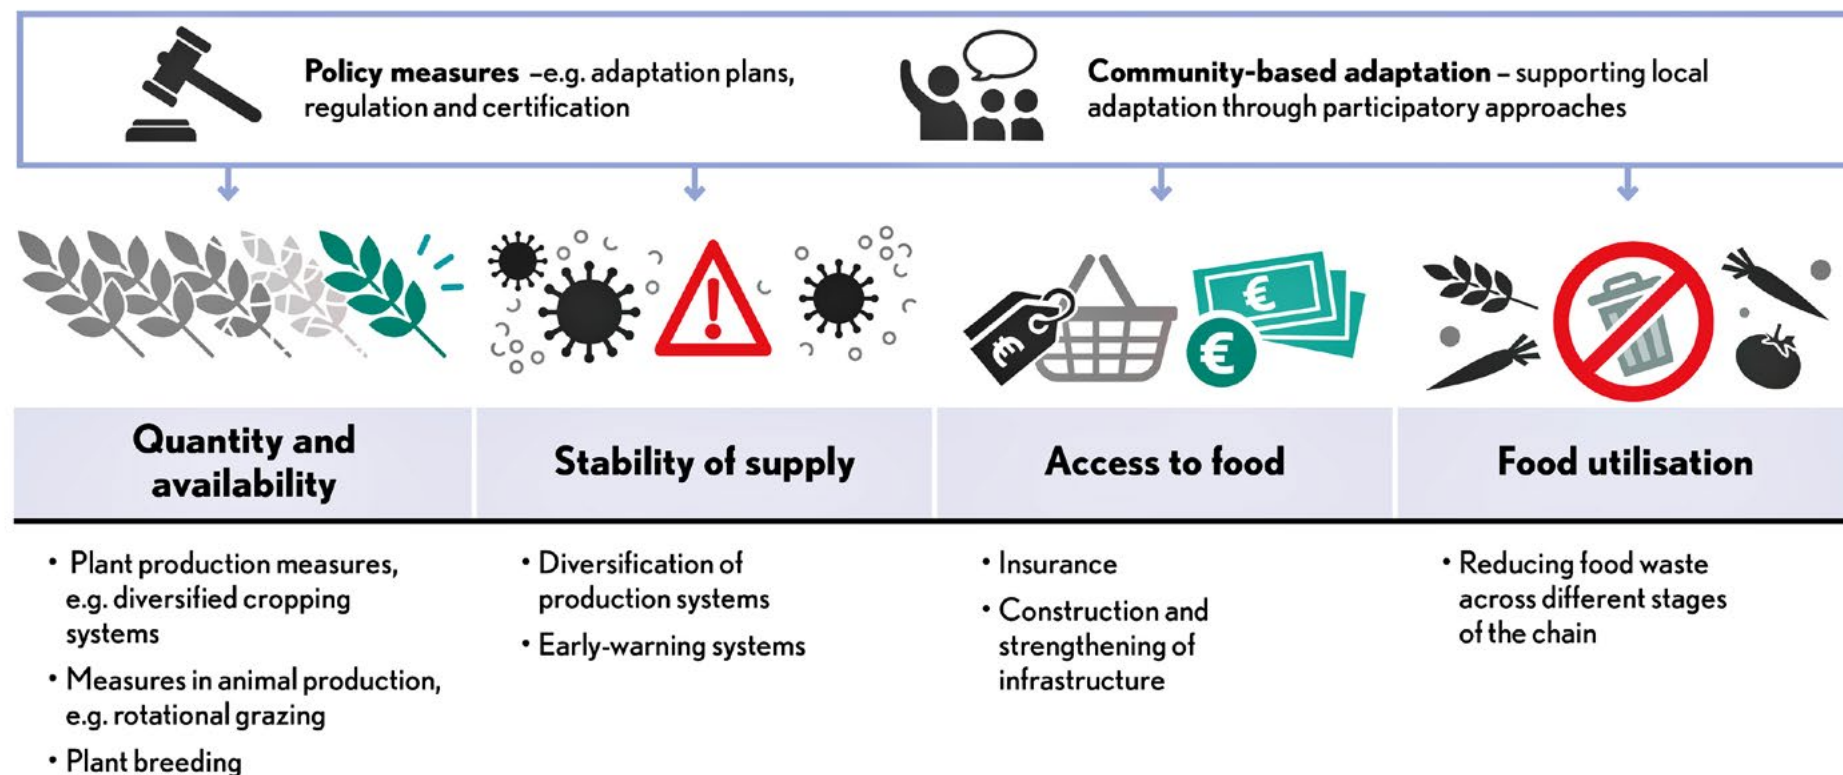 Policy measures –e.g. adaptation plans,
regulation and certification
Community-based adaptation – supporting local
adaptation through participatory approaches
€
€
€
Quantity and
availability
Stability of supply
Access to food
Food utilisation
• Plant production measures,
e.g. diversified cropping
systems
• Measures in animal production,
e.g. rotational grazing
• Plant breeding
• Diversification of
production systems
• Early-warning systems
• Insurance
• Construction and
strengthening of
infrastructure
• Reducing food waste
across different stages
of the chain